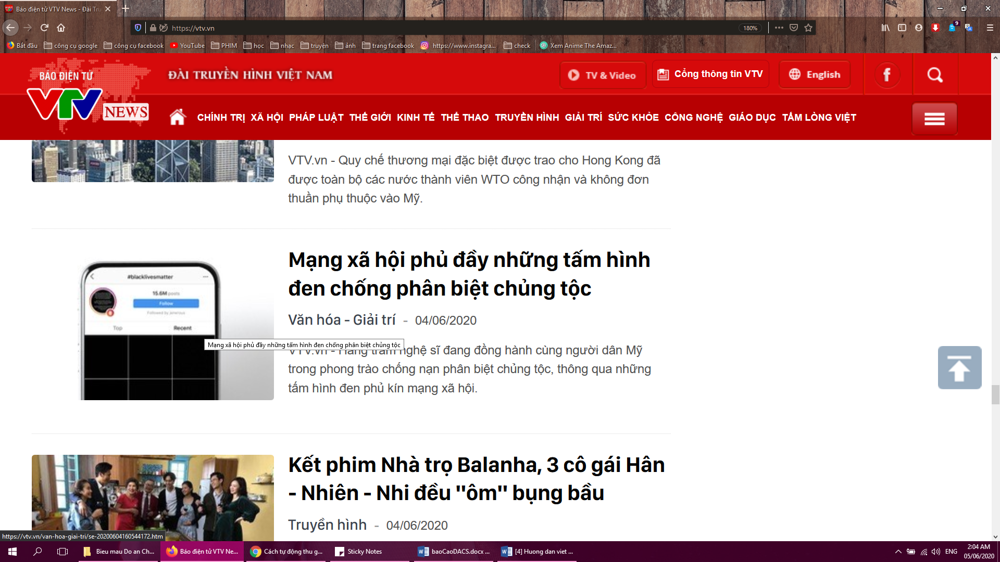 Báo điện tử VTV News - Đài Tru
https://vtv.vn
180%
9
Bắt đầu
công cụ google
công cụ facebook
YouTube
PHIM
học
nhạc
truyện
ảnh
trang facebook
https://www.instagra...
check
Xem Anime The Amaz...
BÁO ĐIỆN TỬ
VTV NEWS
ĐÀI TRUYỀN HÌNH VIỆT NAM
TV & Video
Cổng thông tin VTV
English
CHÍNH TRỊ XÃ HỘI PHÁP LUẬT THẾ GIỚI KINH TẾ THỂ THAO TRUYỀN HÌNH GIẢI TRÍ SỨC KHỎE CÔNG NGHỆ GIÁO DỤC TẤM LÒNG VIỆT
VTV.vn - Quy chế thương mại đặc biệt được trao cho Hong Kong đã
được toàn bộ các nước thành viên WTO công nhận và không đơn
thuần phụ thuộc vào Mỹ.
#blacklivesmatter
15.6M posts
Follow
Followed by jenerous
Top
Recent
Mạng xã hội phủ đầy những tấm hình
đen chống phân biệt chủng tộc
Văn hóa - Giải trí - 04/06/2020
Mạng xã hội phủ đầy những tấm hình đen chống phân biệt chủng tộc
VTV.vn - Hàng trăm nghệ sĩ đang đồng hành cùng người dân Mỹ
trong phong trào chống nạn phân biệt chủng tộc, thông qua những
tấm hình đen phủ kín mạng xã hội.
Kết phim Nhà trọ Balanha, 3 cô gái Hân
- Nhiên - Nhi đều "ôm" bụng bầu
Truyền hình - 04/06/2020
https://vtv.vn/van-hoa-giai-tri/se-20200604160544172.htm
Bieu mau Do an Ch...
Báo điện tử VTV Ne...
Cách tự động thu g...
Sticky Notes
baoCaoDACS.docx ...
[4] Huong dan viet ...
ENG
2:04 AM
05/06/2020